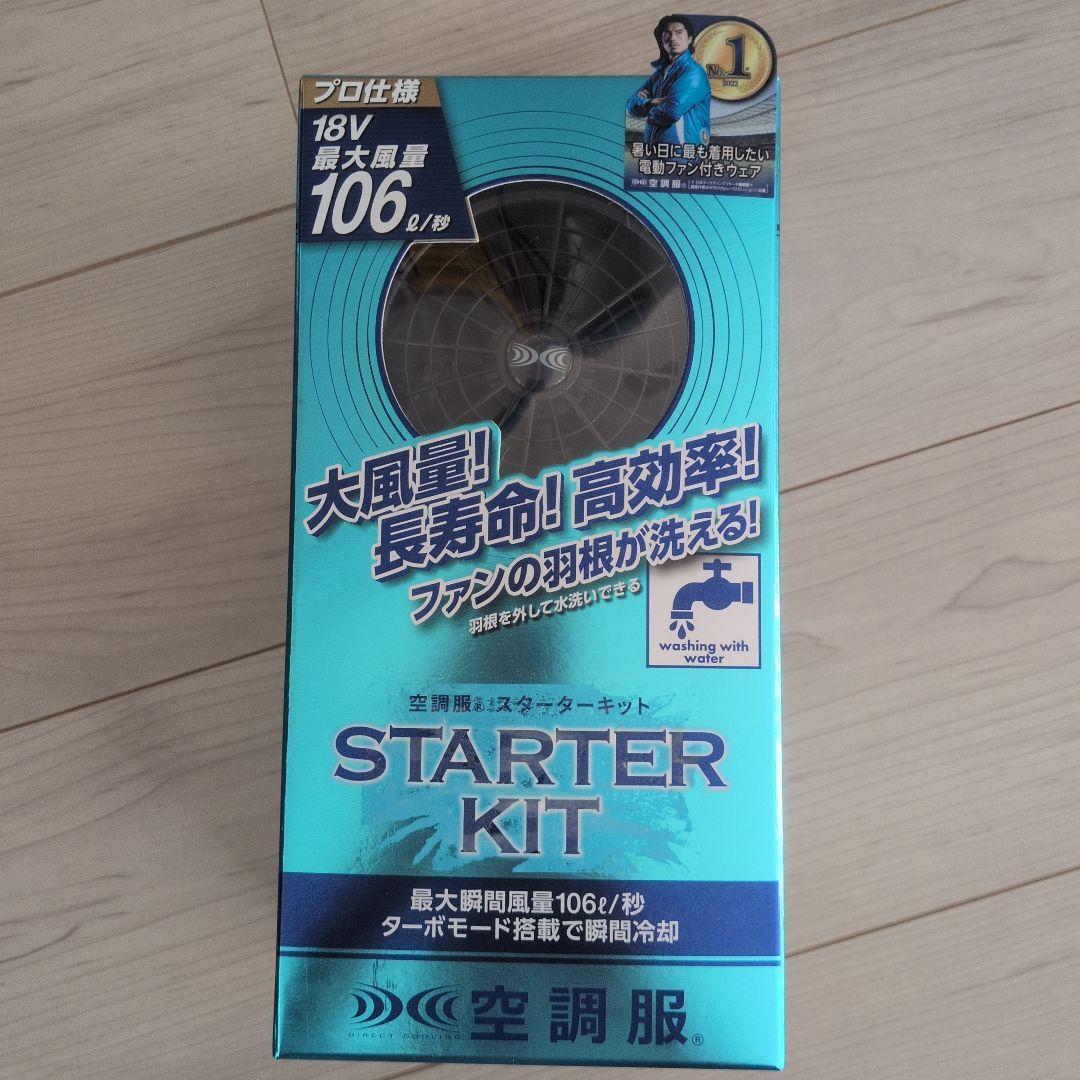 プロ仕様
18V
最大風量
106ℓ/秒
No.1
2022
暑い日に最も着用したい
電動ファン付きウェア
空調服®
大風量!
長寿命!高効率!
ファンの羽根が洗える!
羽根を外して水洗いできる
washing with
water
空調服®スターターキット
STARTER
KIT
最大瞬間風量106ℓ/秒
ターボモード搭載で瞬間冷却
空調服®
DIRECT COOLING